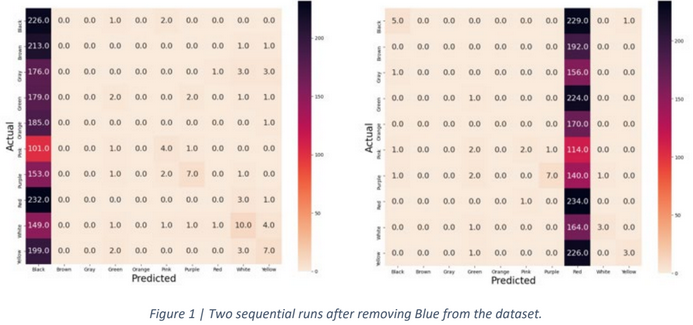 Black 226.0 0.0 0.0 1.0 0.0 2.0 0.0 0.0 0.0 0.0
Brown 213.0 0.0 0.0 0.0 0.0 0.0 0.0 0.0 1.0 1.0
Gray 176.0 0.0 0.0 0.0 0.0 0.0 0.0 1.0 3.0 3.0
Green 179.0 0.0 0.0 2.0 0.0 0.0 2.0 0.0 1.0 1.0
Orange 185.0 0.0 0.0 0.0 0.0 0.0 0.0 0.0 0.0 1.0
Pink 101.0 0.0 0.0 1.0 0.0 4.0 1.0 0.0 0.0 0.0
Purple 153.0 0.0 0.0 1.0 0.0 2.0 7.0 0.0 0.0 0.0
Red 232.0 0.0 0.0 0.0 0.0 0.0 0.0 0.0 3.0 1.0
White 149.0 0.0 0.0 1.0 0.0 1.0 1.0 1.0 10.0 4.0
Yellow 199.0 0.0 0.0 2.0 0.0 0.0 0.0 0.0 3.0 7.0
Black Brown Gray Green Orange Pink Purple Red White Yellow
Actual
Predicted
200
150
100
50
0
Black 5.0 0.0 0.0 0.0 0.0 0.0 0.0 229.0 0.0 1.0
Brown 0.0 0.0 0.0 0.0 0.0 0.0 0.0 192.0 0.0 0.0
Gray 1.0 0.0 0.0 0.0 0.0 0.0 0.0 156.0 0.0 0.0
Green 0.0 0.0 0.0 1.0 0.0 0.0 0.0 224.0 0.0 0.0
Orange 0.0 0.0 0.0 0.0 0.0 0.0 0.0 170.0 0.0 0.0
Pink 1.0 0.0 0.0 2.0 0.0 2.0 1.0 114.0 0.0 0.0
Purple 1.0 0.0 0.0 2.0 0.0 0.0 7.0 140.0 1.0 0.0
Red 0.0 0.0 0.0 0.0 0.0 1.0 0.0 234.0 0.0 0.0
White 0.0 0.0 0.0 1.0 0.0 0.0 0.0 164.0 3.0 0.0
Yellow 0.0 0.0 0.0 1.0 0.0 0.0 0.0 226.0 0.0 3.0
Black Brown Gray Green Orange Pink Purple Red White Yellow
Actual
Predicted
200
150
100
50
0
Figure 1 | Two sequential runs after removing Blue from the dataset.